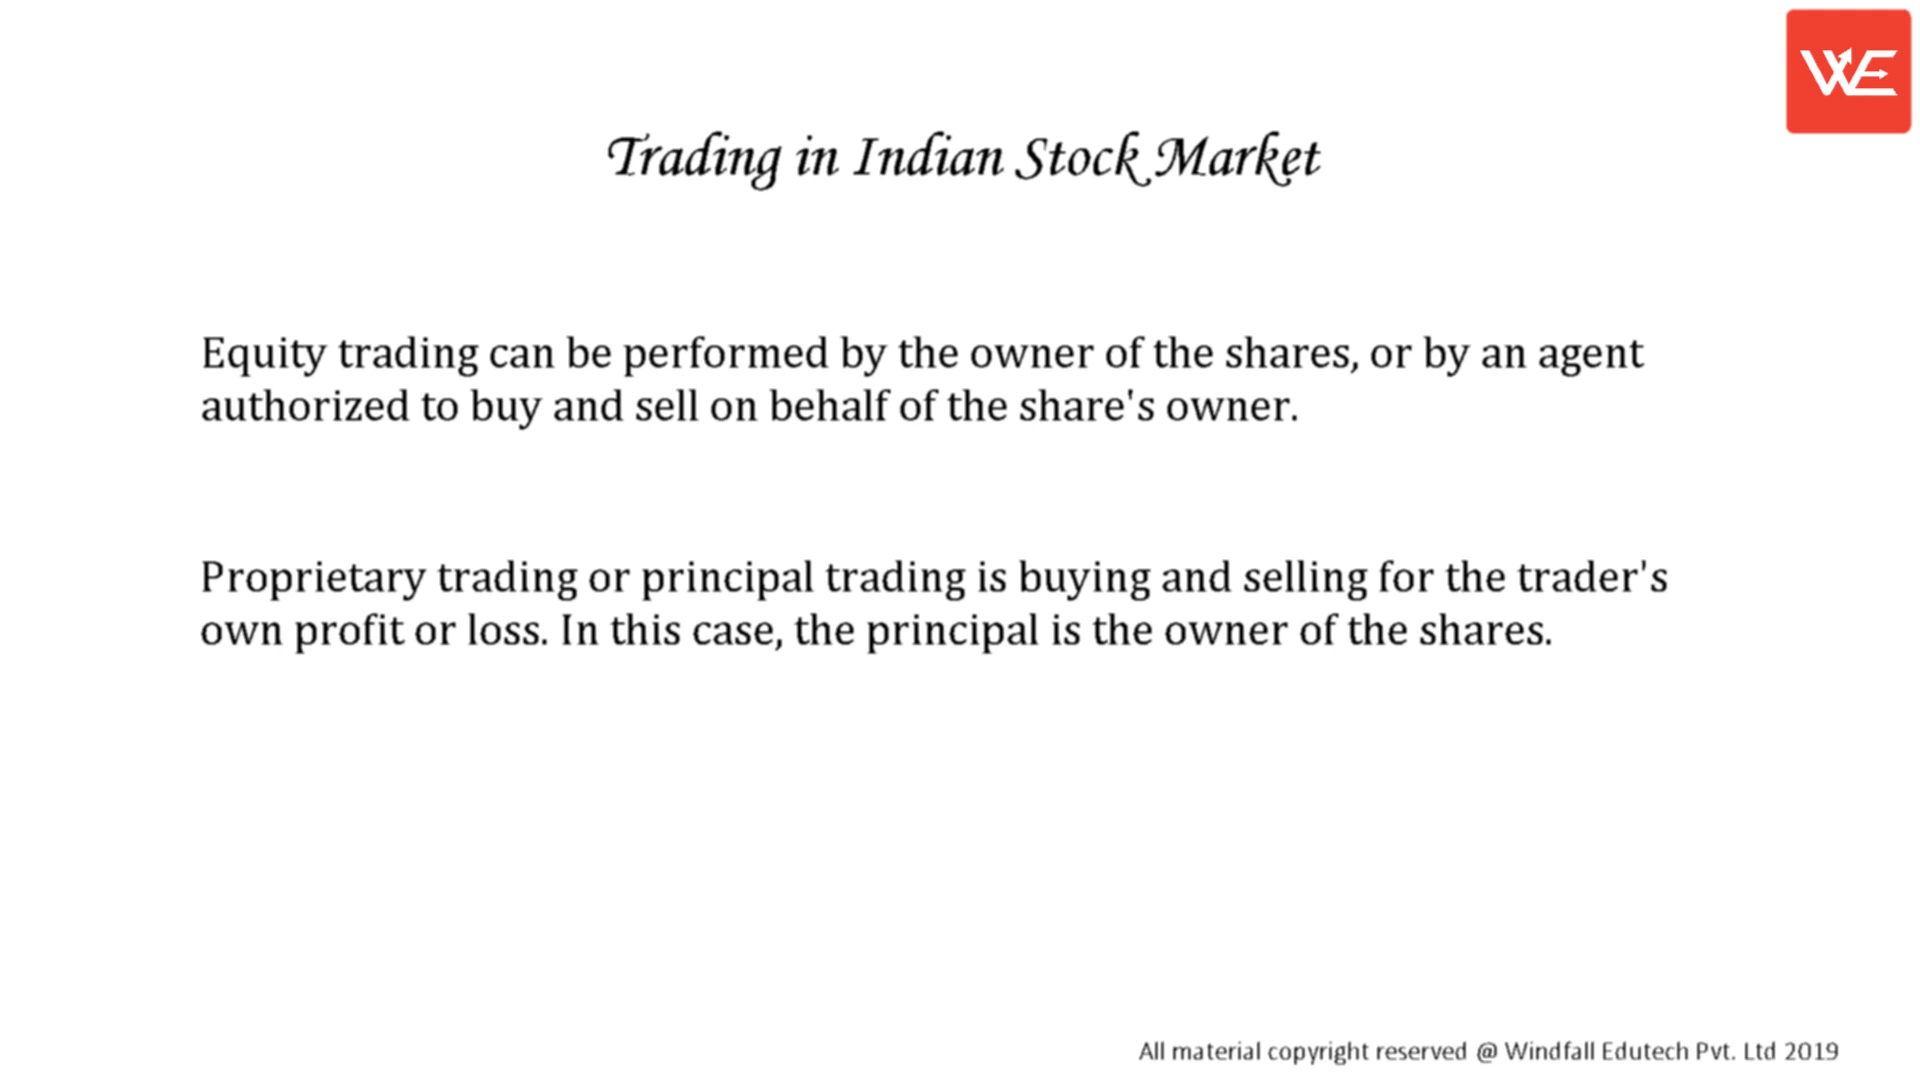 WE
Trading in Indian Stock Market
Equity trading can be performed by the owner of the shares, or by an agent
authorized to buy and sell on behalf of the share's owner.
Proprietary trading or principal trading is buying and selling for the trader's
own profit or loss. In this case, the principal is the owner of the shares.
All material copyright reserved @ Windfall Edutech Pvt. Ltd 2019